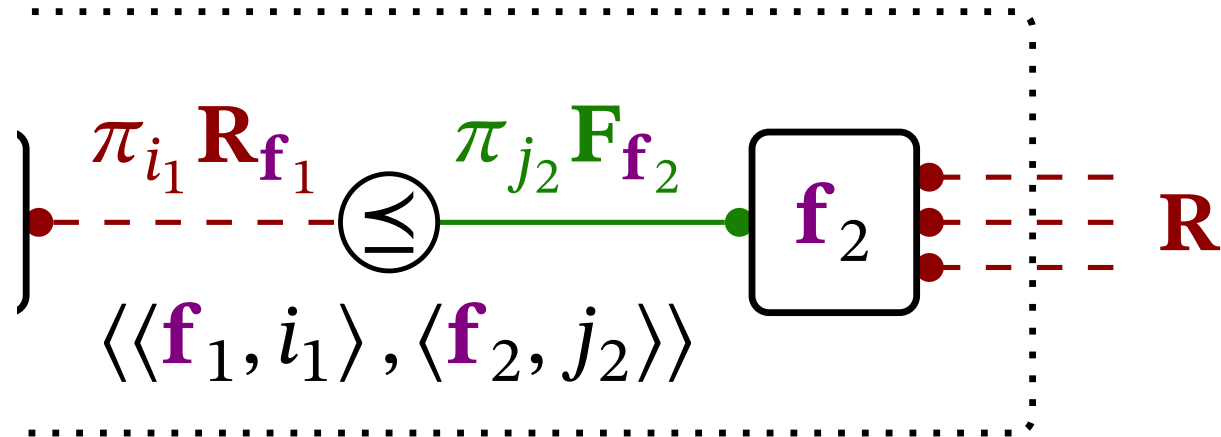 π_{i_1} R_{f_1} π_{j_2} F_{f_2}
⪯ f_2 R
⟨⟨f_1, i_1⟩, ⟨f_2, j_2⟩⟩